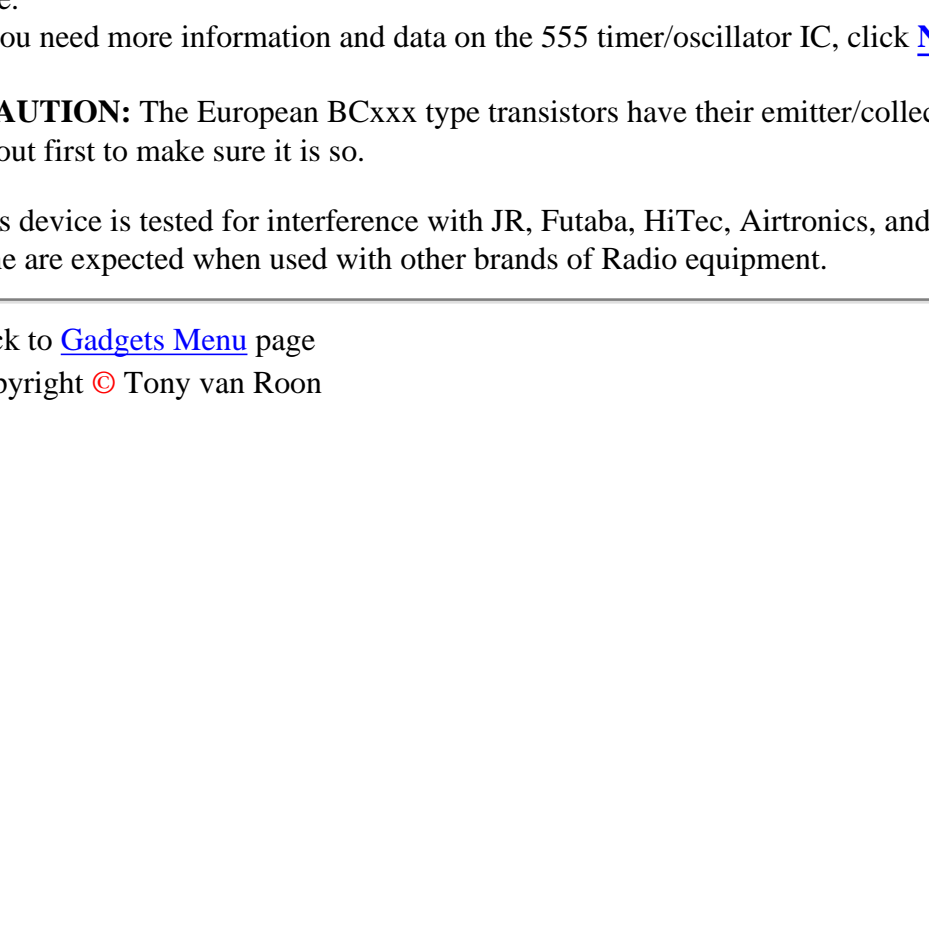 e.
ou need more information and data on the 555 timer/oscillator IC, click N
AUTION: The European BCxxx type transistors have their emitter/collec
out first to make sure it is so.
s device is tested for interference with JR, Futaba, HiTec, Airtronics, and
ne are expected when used with other brands of Radio equipment.
ck to Gadgets Menu page
pyright © Tony van Roon